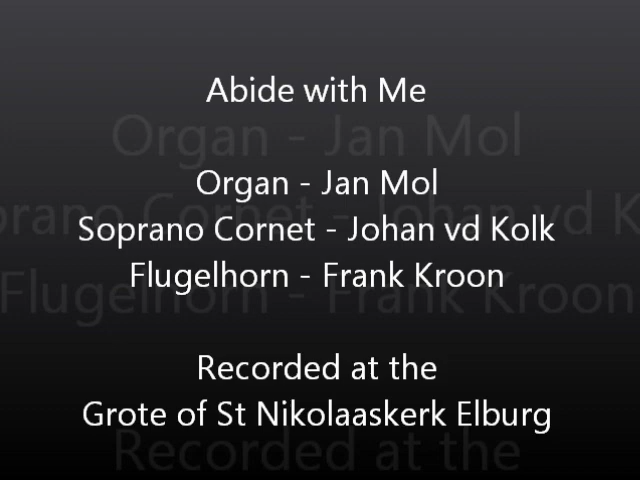 Abide with Me
Organ - Jan Mol
Soprano Cornet - Johan vd Kolk
Flugelhorn - Frank Kroon
Recorded at the
Grote of St Nikolaaskerk Elburg